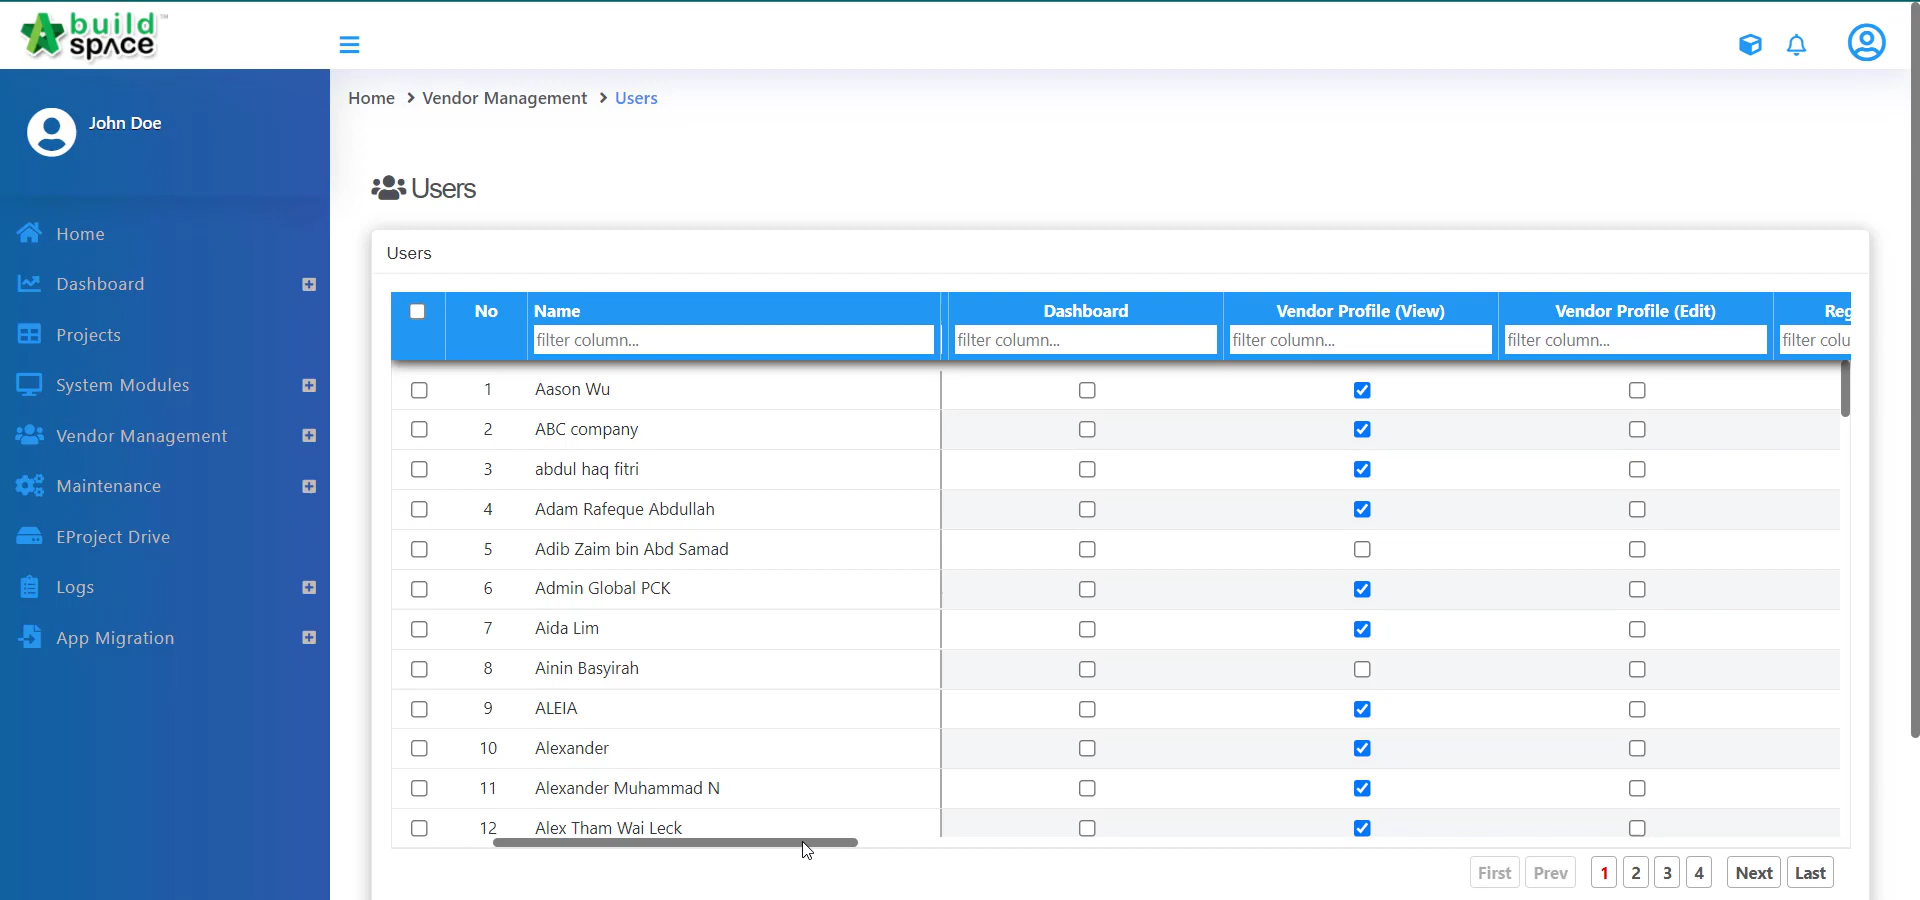 build
space
™
Home > Vendor Management > Users
John Doe
Users
Home
Dashboard
Projects
System Modules
Vendor Management
Maintenance
EProject Drive
Logs
App Migration
Users
No Name Dashboard Vendor Profile (View) Vendor Profile (Edit) Reg
filter column... filter column... filter column... filter column... filter colu
1 Aason Wu
2 ABC company
3 abdul haq fitri
4 Adam Rafeque Abdullah
5 Adib Zaim bin Abd Samad
6 Admin Global PCK
7 Aida Lim
8 Ainin Basyirah
9 ALEIA
10 Alexander
11 Alexander Muhammad N
12 Alex Tham Wai Leck
First Prev 1 2 3 4 Next Last